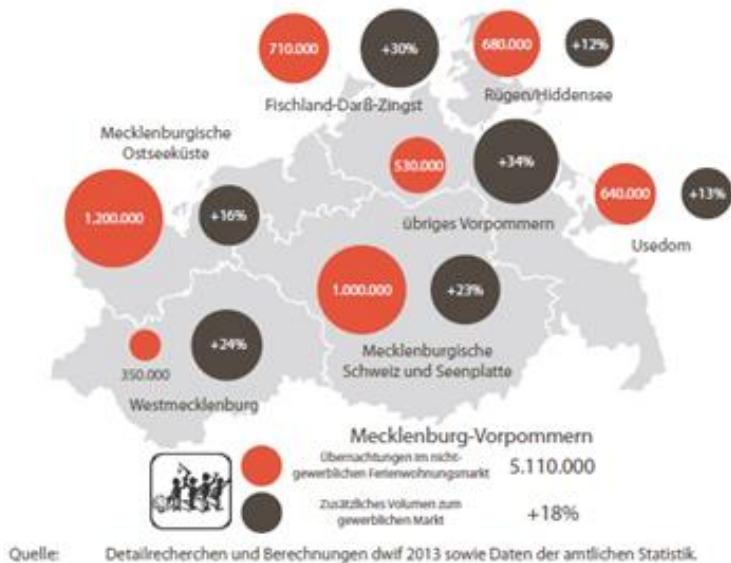 710.000
+30%
680.000
+12%
Fischland-Darß-Zingst
Rügen/Hiddensee
Mecklenburgische
Ostseeküste
530.000
+34%
1.200.000
+16%
640.000
+13%
übriges Vorpommern
Usedom
1.000.000
+23%
350.000
+24%
Mecklenburgische
Schweiz und Seenplatte
Westmecklenburg
Mecklenburg-Vorpommern
Übernachtungen im nicht-
gewerblichen Ferienwohnungsmarkt
5.110.000
Zusätzliches Volumen zum
gewerblichen Markt
+18%
Quelle: Detailrecherchen und Berechnungen dwif 2013 sowie Daten der amtlichen Statistik.